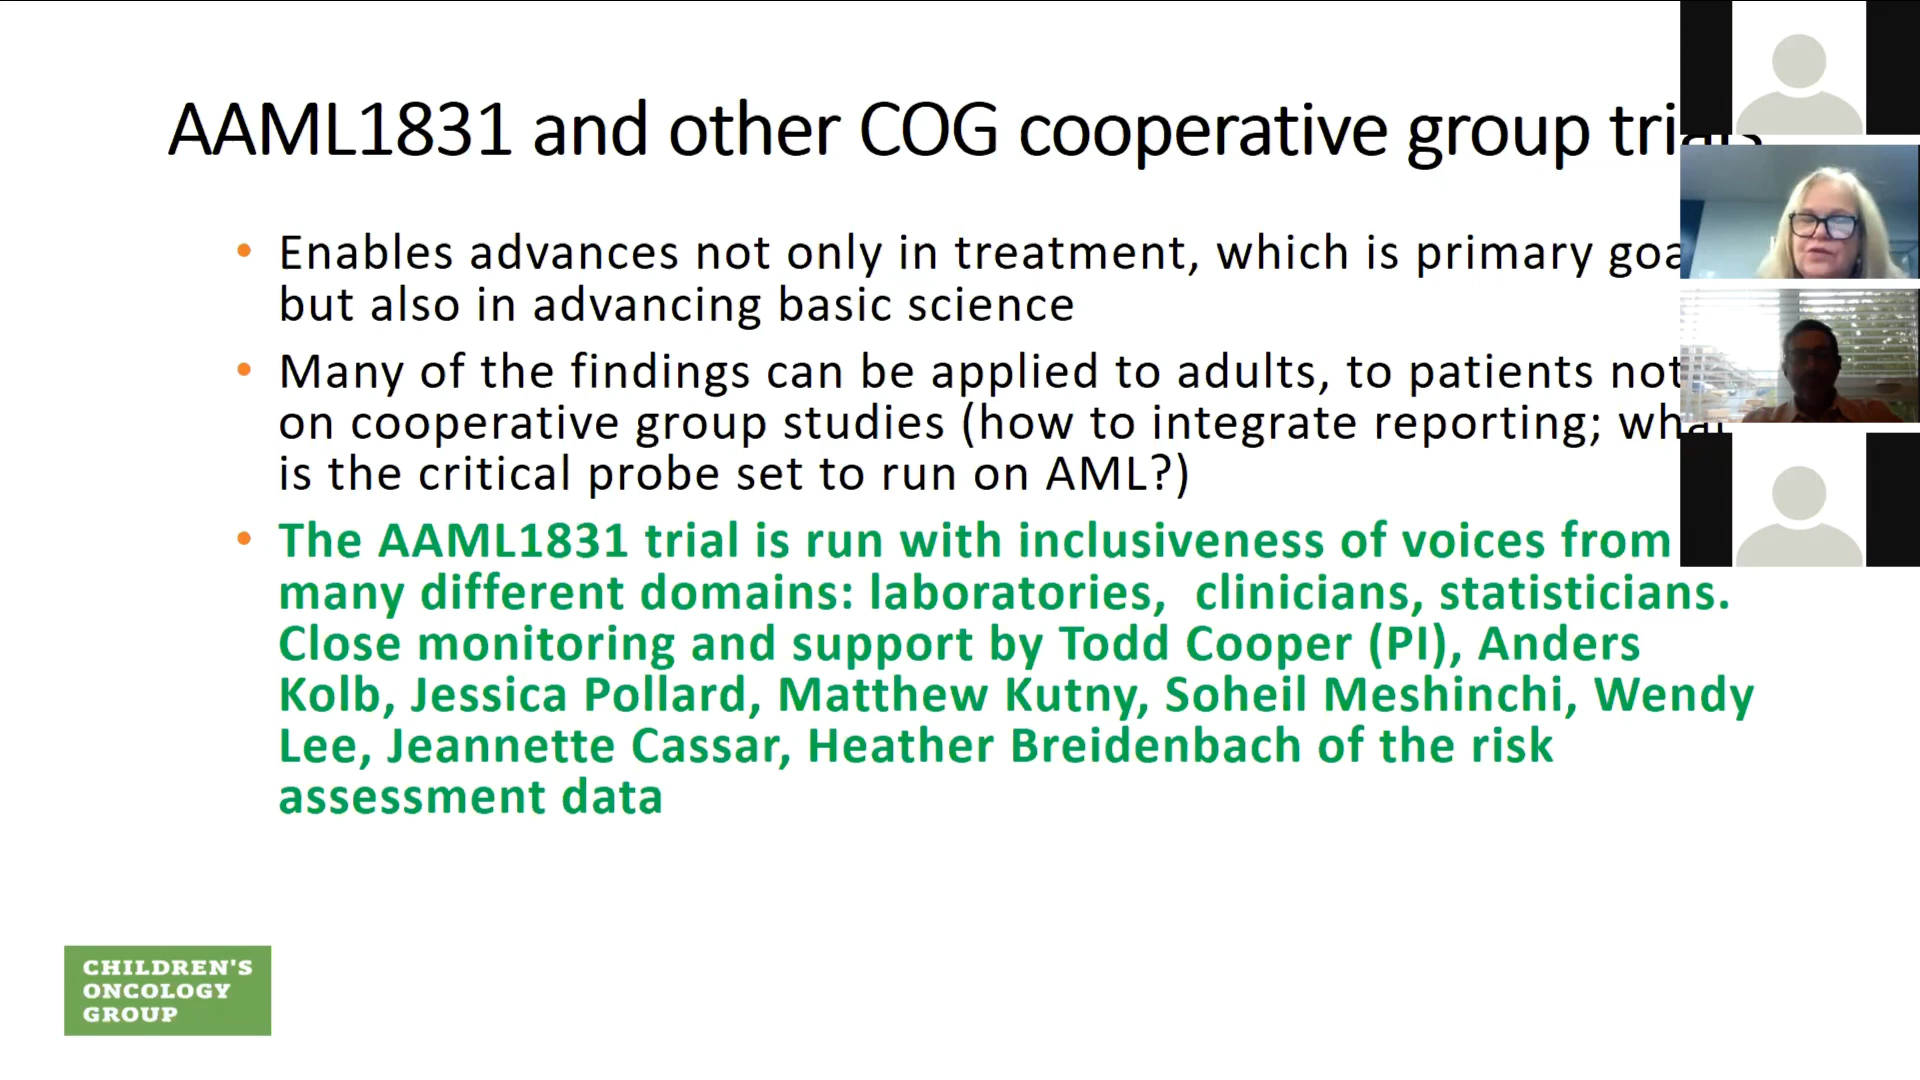 AAML1831 and other COG cooperative group trials
• Enables advances not only in treatment, which is primary
but also in advancing basic science
• Many of the findings can be applied to adults, to patients not
on cooperative group studies (how to integrate reporting; what
is the critical probe set to run on AML?)
• The AAML1831 trial is run with inclusiveness of voices from
many different domains: laboratories, clinicians, statisticians.
Close monitoring and support by Todd Cooper (PI), Anders
Kolb, Jessica Pollard, Matthew Kutny, Soheil Meshinchi, Wendy
Lee, Jeannette Cassar, Heather Breidenbach of the risk
assessment data
CHILDREN'S
ONCOLOGY
GROUP